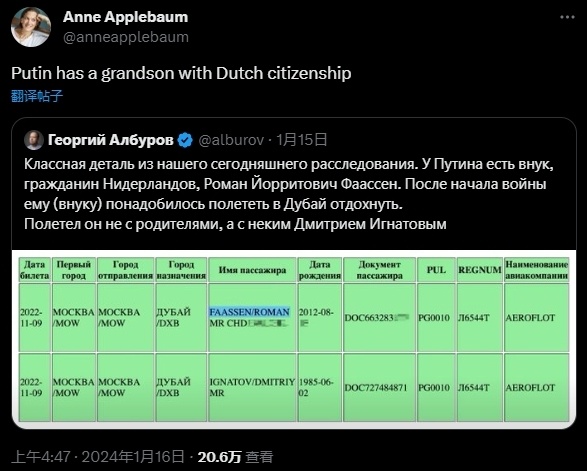 Anne Applebaum
@anneapplebaum
Putin has a grandson with Dutch citizenship
翻译帖子
Георгий Албуров @alburov · 1月15日
Классная деталь из нашего сегодняшнего расследования. У Путина есть внук,
гражданин Нидерландов, Роман Йорритович Фаассен. После начала войны
ему (внуку) понадобилось полететь в Дубай отдохнуть.
Полетел он не с родителями, а с неким Дмитрием Игнатовым
Дата билета Первый город Город отправления Город назначения Имя пассажира Дата рождения Документ пассажира PUL REGNUM Наименование авиакомпании
2022-11-09 МОСКВА/MOW МОСКВА/MOW ДУБАЙ/DXB FAASSEN/ROMAN MR CHD 2012-08- DOC663283 PG0010 Л6544Т AEROFLOT
2022-11-09 МОСКВА/MOW МОСКВА/MOW ДУБАЙ/DXB IGNATOV/DMITRIY MR 1985-06-02 DOC727484871 PG0010 Л6544Т AEROFLOT
上午4:47 · 2024年1月16日 · 20.6万 查看